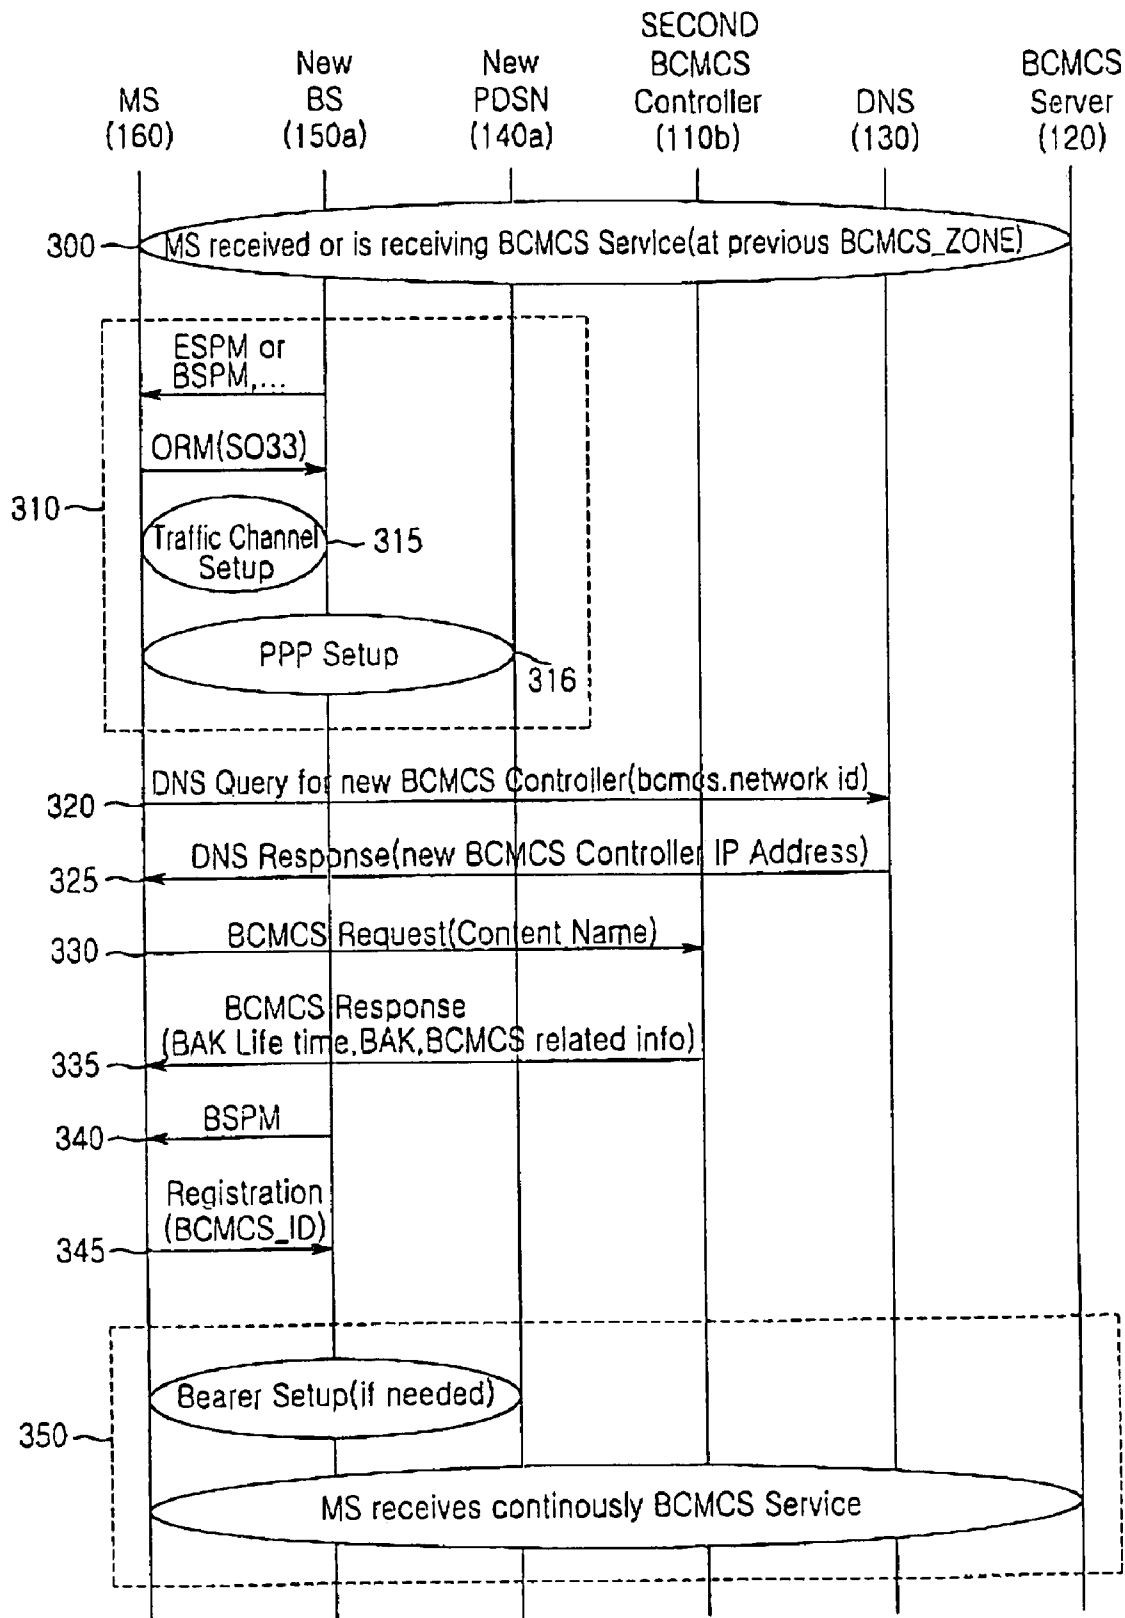 MS
(160)
New
BS
(150a)
New
PDSN
(140a)
SECOND
BCMCS
Controller
(110b)
DNS
(130)
BCMCS
Server
(120)
300
MS received or is receiving BCMCS Service(at previous BCMCS_ZONE)
ESPM or
BSPM,...
ORM(SO33)
310
Traffic Channel
Setup
315
PPP Setup
316
DNS Query for new BCMCS Controller(bcmcs.network id)
320
DNS Response(new BCMCS Controller IP Address)
325
BCMCS Request(Content Name)
330
BCMCS Response
(BAK Life time,BAK,BCMCS related info)
335
BSPM
340
Registration
(BCMCS_ID)
345
Bearer Setup(if needed)
350
MS receives continously BCMCS Service